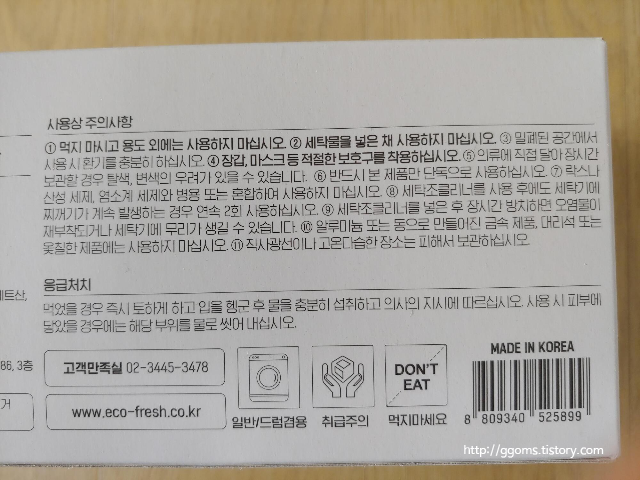 사용상 주의사항
① 먹지 마시고 용도 외에는 사용하지 마십시오. ② 세탁물을 넣은 채 사용하지 마십시오. ③ 밀폐된 공간에서
사용 시 환기를 충분히 하십시오. ④ 장갑, 마스크 등 적절한 보호구를 착용하십시오. ⑤ 의류에 직접 닿아 장시간
보관할 경우 탈색, 변색의 우려가 있을 수 있습니다. ⑥ 반드시 본 제품만 단독으로 사용하십시오. ⑦ 락스나
산성 세제, 염소계 세제와 병용 또는 혼합하여 사용하지 마십시오. ⑧ 세탁조클리너를 사용 후에도 세탁기에
찌꺼기가 계속 발생하는 경우 연속 2회 사용하십시오. ⑨ 세탁조클리너를 넣은 후 장시간 방치하면 오염물이
재부착되거나 세탁기에 무리가 생길 수 있습니다. ⑩ 알루미늄 또는 동으로 만들어진 금속 제품, 대리석 또는
옻칠한 제품에는 사용하지 마십시오. ⑪ 직사광선이나 고온다습한 장소는 피해서 보관하십시오.
응급처치
먹었을 경우 즉시 토하게 하고 입을 헹군 후 물을 충분히 섭취하고 의사의 지시에 따르십시오. 사용 시 피부에
닿았을 경우에는 해당 부위를 물로 씻어 내십시오.
86, 3층
고객만족실 02-3445-3478
www.eco-fresh.co.kr
일반/드럼겸용
취급주의
DON'T
EAT
먹지마세요
MADE IN KOREA
8 809340 525899
http://ggoms.tistory.com